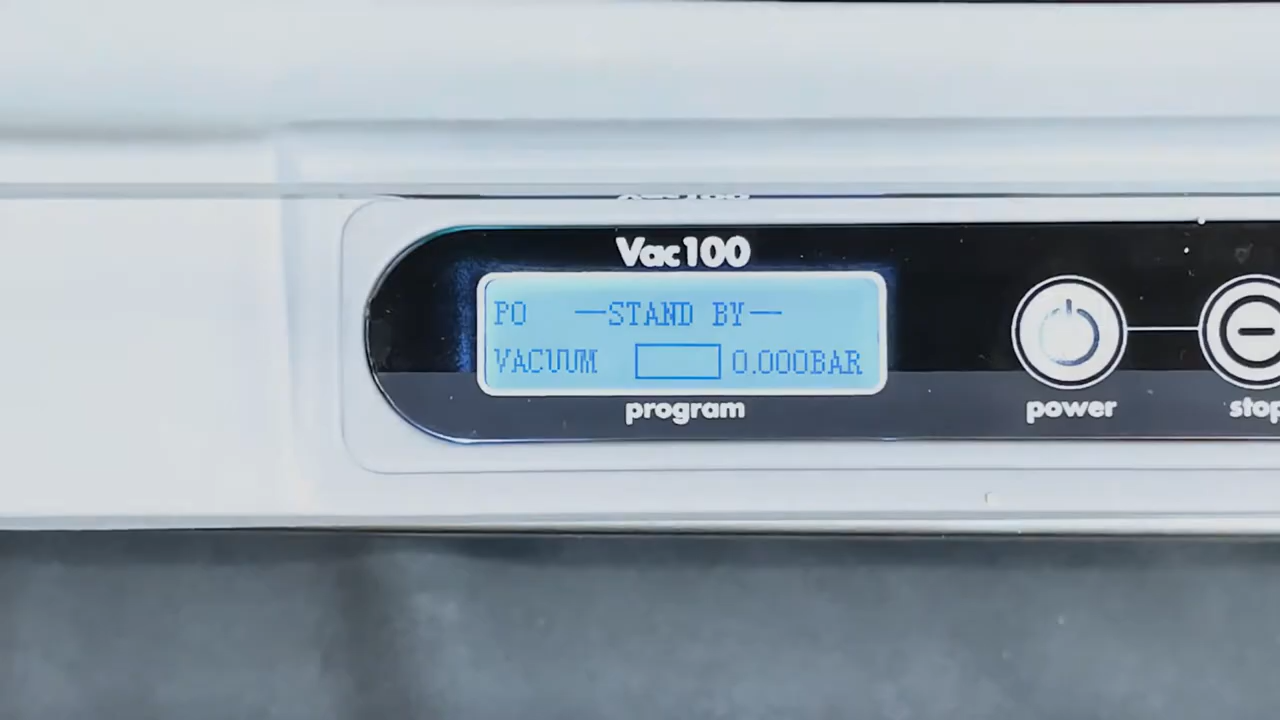 Vac100
P0 —STAND BY—
VACUUM 0.000BAR
program
power
stop